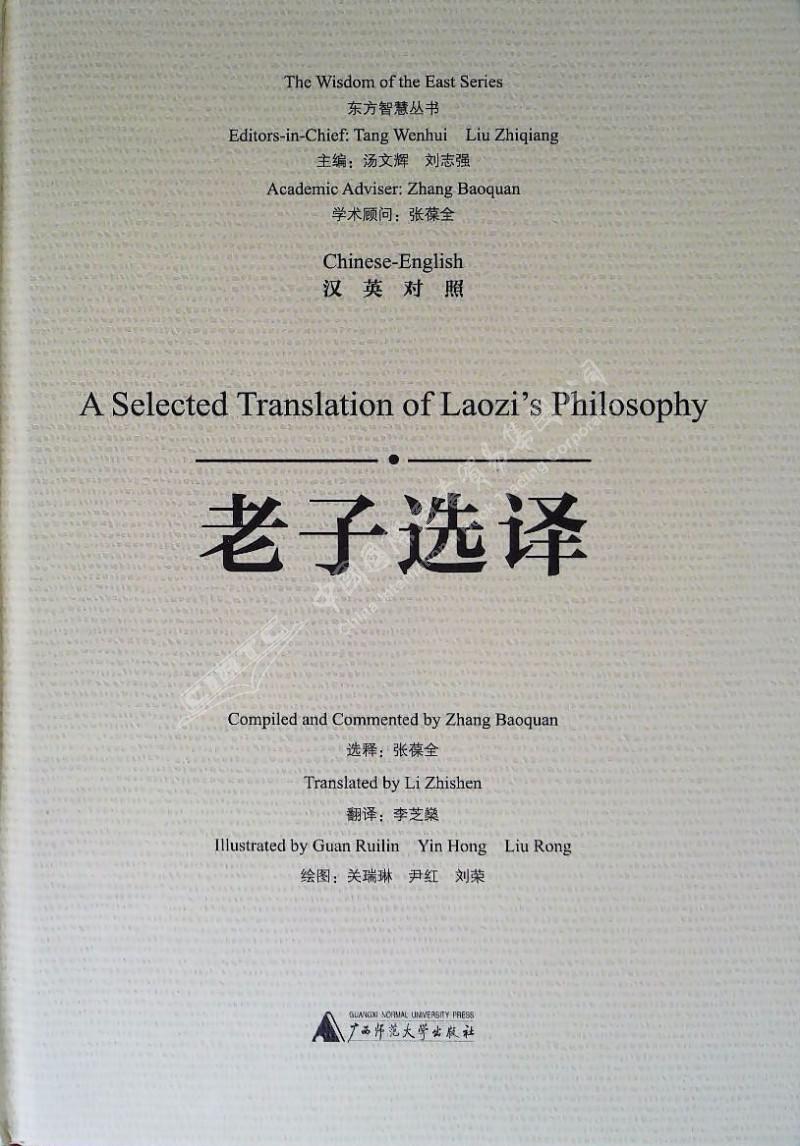 The Wisdom of the East Series
东方智慧丛书
Editors-in-Chief: Tang Wenhui Liu Zhiqiang
主编：汤文辉 刘志强
Academic Adviser: Zhang Baoquan
学术顾问：张葆全
Chinese-English
汉英对照
A Selected Translation of Laozi's Philosophy
老子选译
CIBTC
Compiled and Commented by Zhang Baoquan
选释：张葆全
Translated by Li Zhishen
翻译：李芝燊
Illustrated by Guan Ruilin Yin Hong Liu Rong
绘图：关瑞琳 尹红 刘荣
GUANGXI NORMAL UNIVERSITY PRESS
广西师范大学出版社